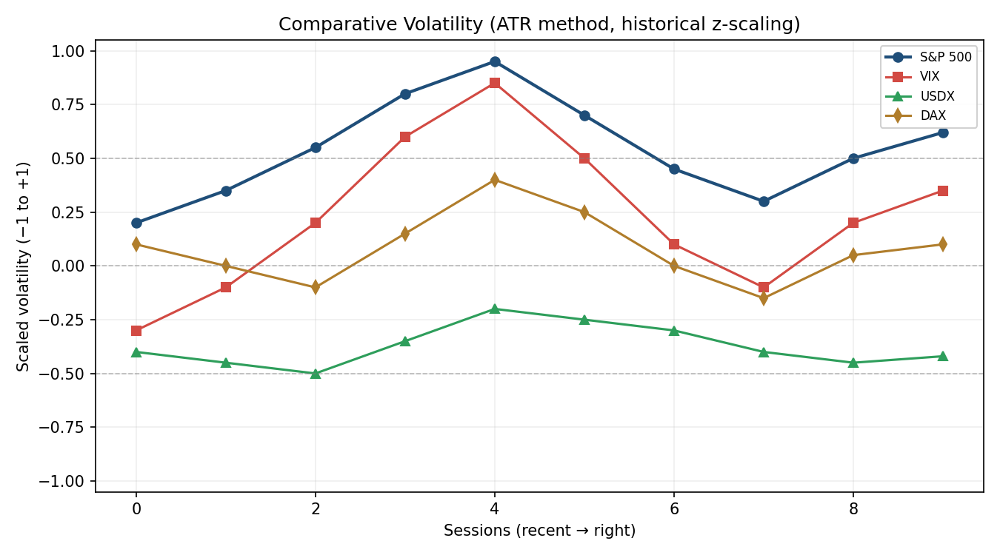 Comparative Volatility (ATR method, historical z-scaling)
S&P 500
VIX
USDX
DAX
Scaled volatility (−1 to +1)
1.00
0.75
0.50
0.25
0.00
−0.25
−0.50
−0.75
−1.00
0 2 4 6 8
Sessions (recent → right)